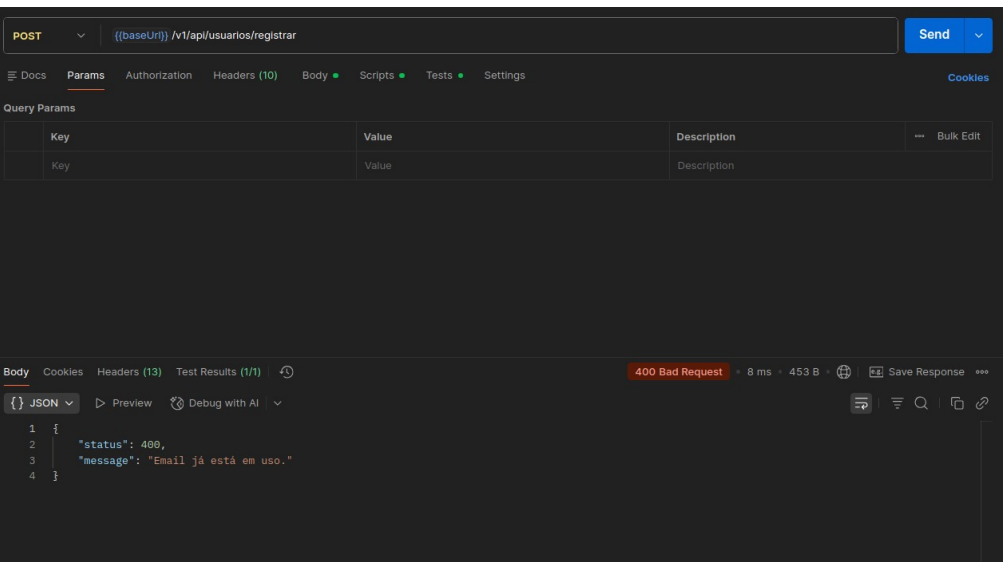 POST {{baseUrl}} /v1/api/usuarios/registrar Send
Docs Params Authorization Headers (10) Body Scripts Tests Settings Cookies
Query Params
Key Value Description Bulk Edit
Key Value Description
Body Cookies Headers (13) Test Results (1/1) 400 Bad Request 8 ms 453 B e.g. Save Response
{} JSON Preview Debug with AI
1 {
2 "status": 400,
3 "message": "Email já está em uso."
4 }